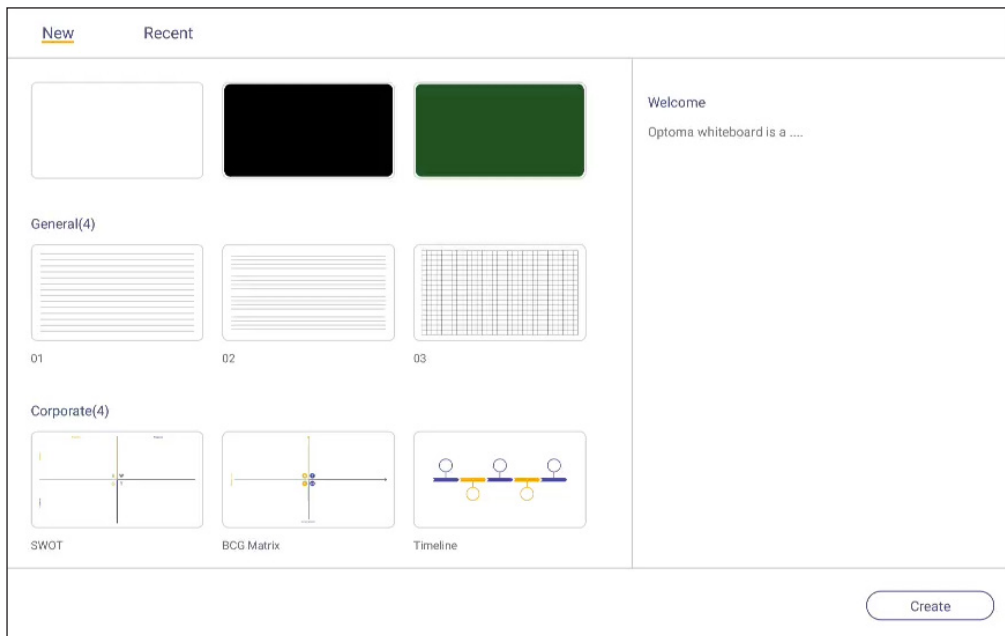 New
Recent
Welcome
Optoma whiteboard is a ....
General(4)
01
02
03
Corporate(4)
SWOT
BCG Matrix
Timeline
Create